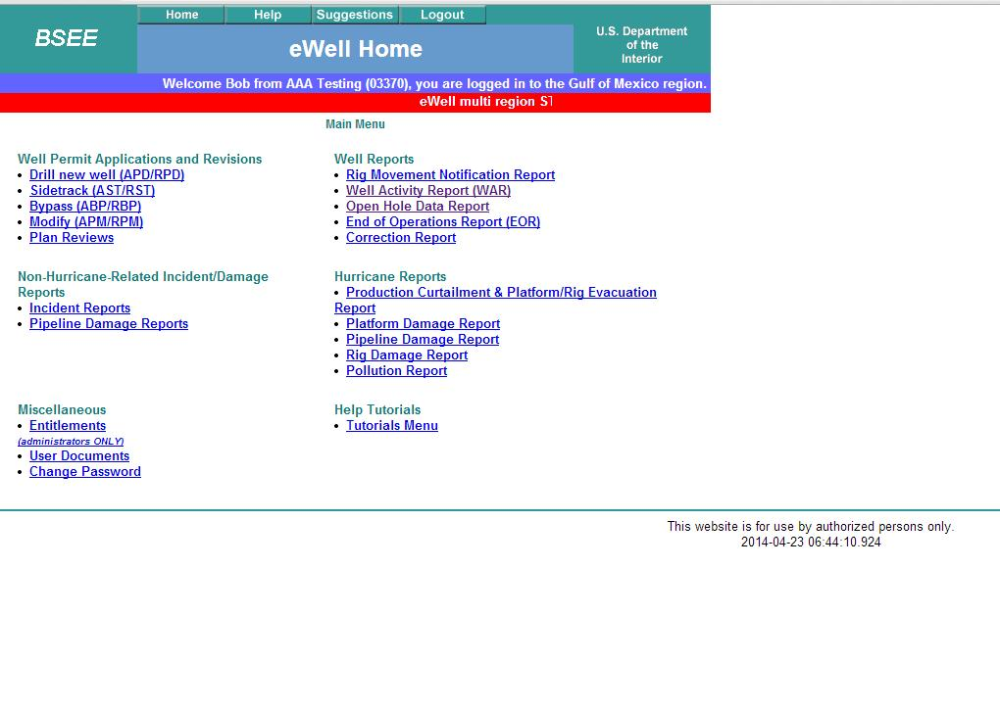 Home Help Suggestions Logout
BSEE
eWell Home
U.S. Department
of the
Interior
Welcome Bob from AAA Testing (03370), you are logged in to the Gulf of Mexico region.
eWell multi region
Main Menu
Well Permit Applications and Revisions
• Drill new well (APD/RPD)
• Sidetrack (AST/RST)
• Bypass (ABP/RBP)
• Modify (APM/RPM)
• Plan Reviews
Well Reports
• Rig Movement Notification Report
• Well Activity Report (WAR)
• Open Hole Data Report
• End of Operations Report (EOR)
• Correction Report
Non-Hurricane-Related Incident/Damage
Reports
• Incident Reports
• Pipeline Damage Reports
Hurricane Reports
• Production Curtailment & Platform/Rig Evacuation
Report
• Platform Damage Report
• Pipeline Damage Report
• Rig Damage Report
• Pollution Report
Miscellaneous
• Entitlements
(administrators ONLY)
• User Documents
• Change Password
Help Tutorials
• Tutorials Menu
This website is for use by authorized persons only.
2014-04-23 06:44:10.924